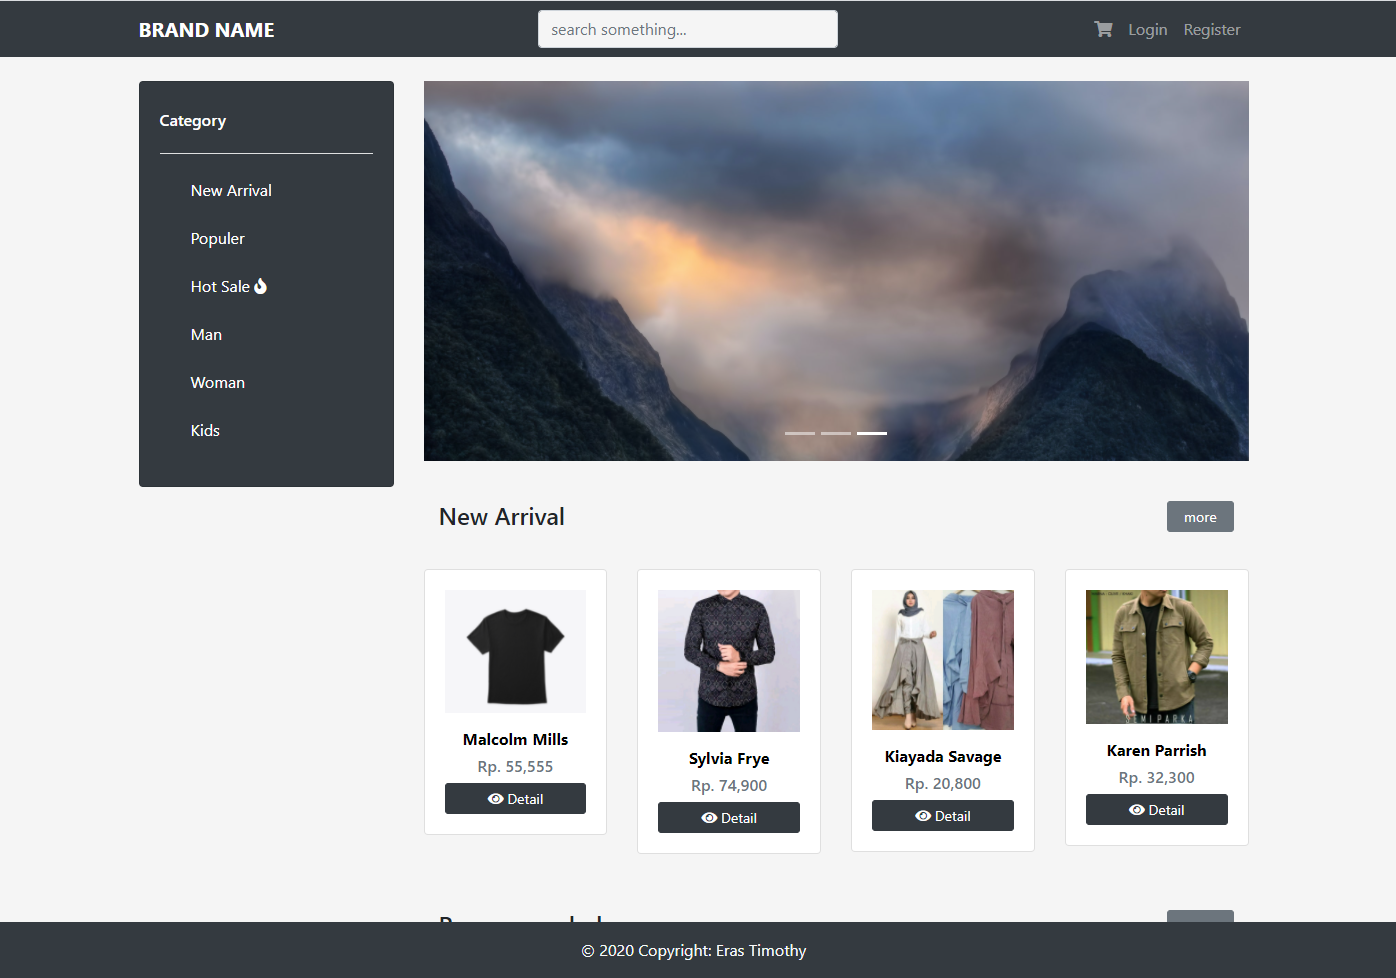 BRAND NAME
search something...
Login
Register
Category
New Arrival
Populer
Hot Sale
Man
Woman
Kids
New Arrival
more
Malcolm Mills
Rp. 55,555
Detail
Sylvia Frye
Rp. 74,900
Detail
Kiayada Savage
Rp. 20,800
Detail
SEMI PARKA
Karen Parrish
Rp. 32,300
Detail
© 2020 Copyright: Eras Timothy